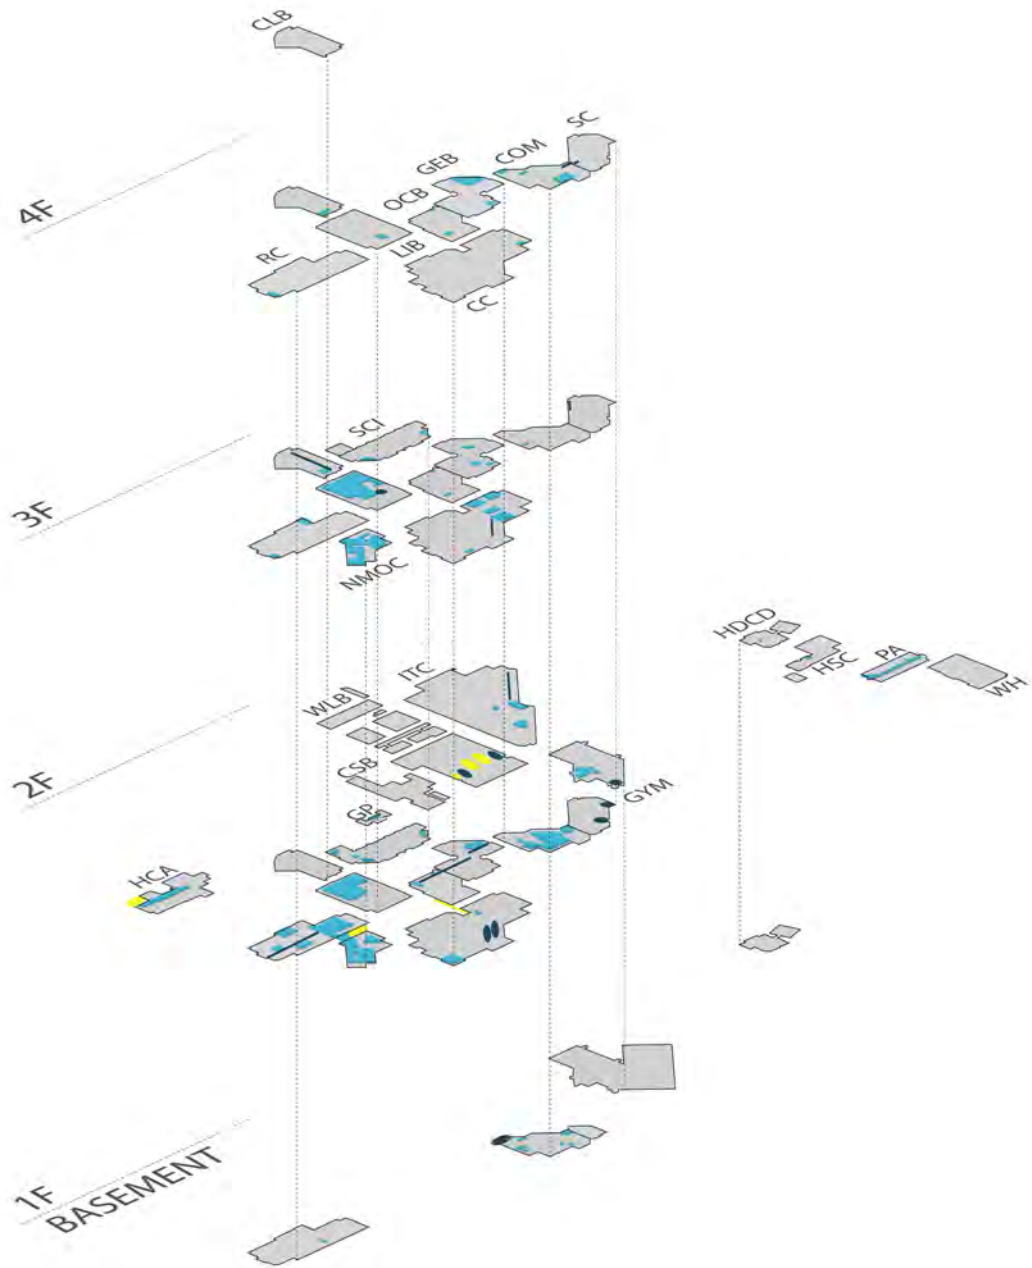 CLB
SC
COM
GEB
OCB
4F
LIB
RC
CC
SCI
3F
NMOC
HDCD
PA
HSC
WH
ITC
WLB
CSB
2F
GYM
GP
HCA
1F
BASEMENT